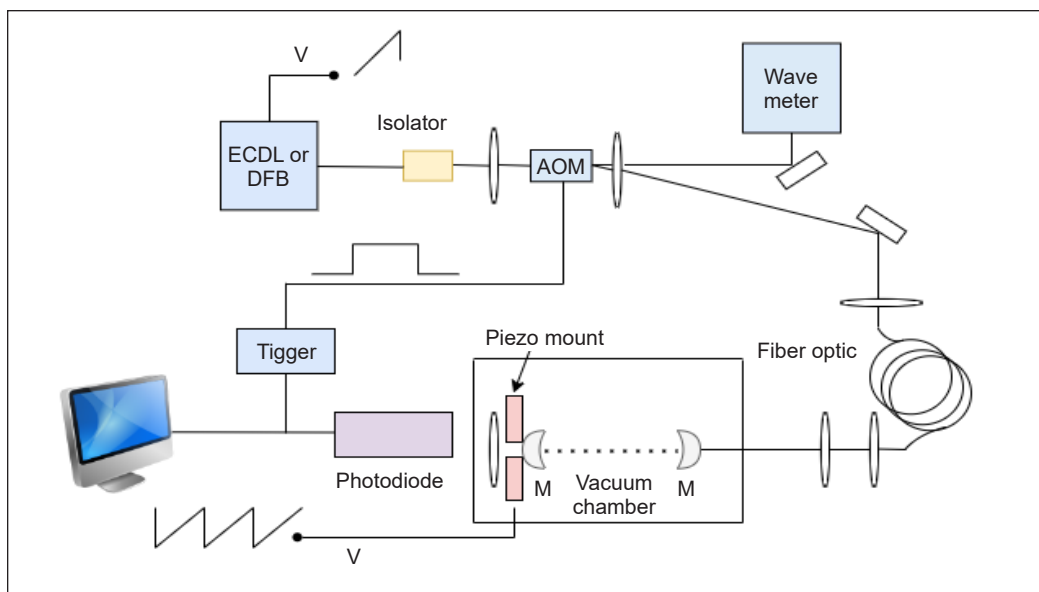 V
Wave
meter
Isolator
ECDL or
DFB
AOM
Tigger
Piezo mount
Fiber optic
Photodiode
M
Vacuum
chamber
M
V